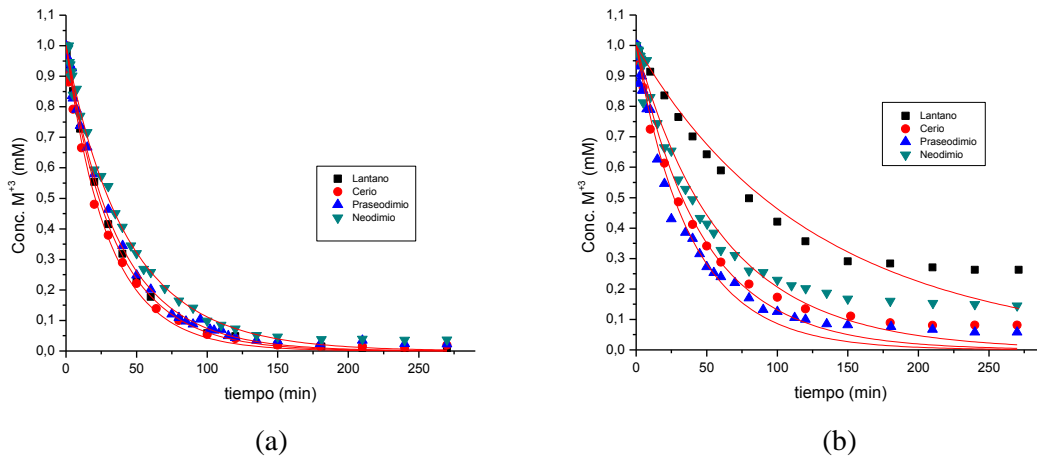 1,1
1,0
0,9
0,8
0,7
0,6
0,5
0,4
0,3
0,2
0,1
0,0
Conc. M+3 (mM)
0 50 100 150 200 250
tiempo (min)
Lantano
Cerio
Praseodimio
Neodimio
(a)
1,1
1,0
0,9
0,8
0,7
0,6
0,5
0,4
0,3
0,2
0,1
0,0
Conc. M+3 (mM)
0 50 100 150 200 250
tiempo (min)
Lantano
Cerio
Praseodimio
Neodimio
(b)